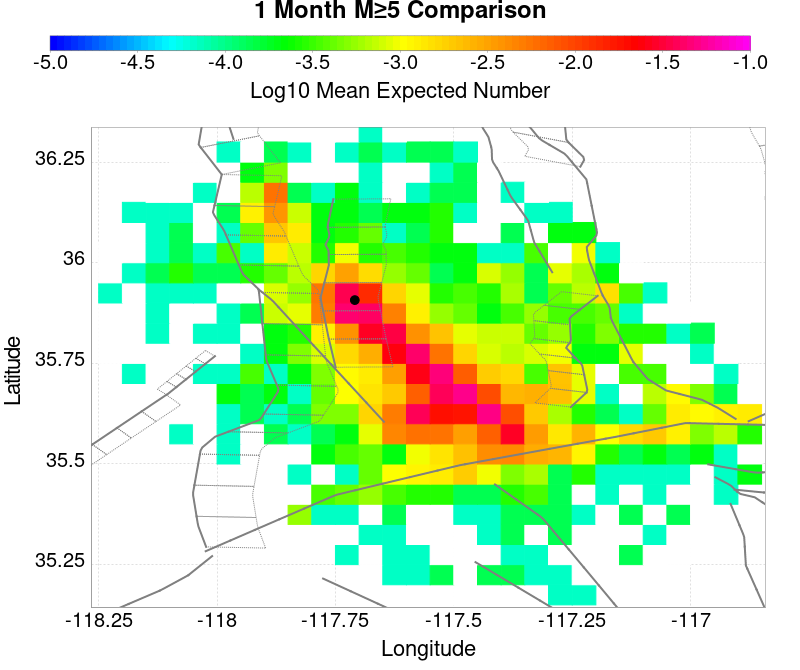 1 Month M≥5 Comparison
-5.0 -4.5 -4.0 -3.5 -3.0 -2.5 -2.0 -1.5 -1.0
Log10 Mean Expected Number
36.25
36
35.75
35.5
35.25
Latitude
-118.25 -118 -117.75 -117.5 -117.25 -117
Longitude